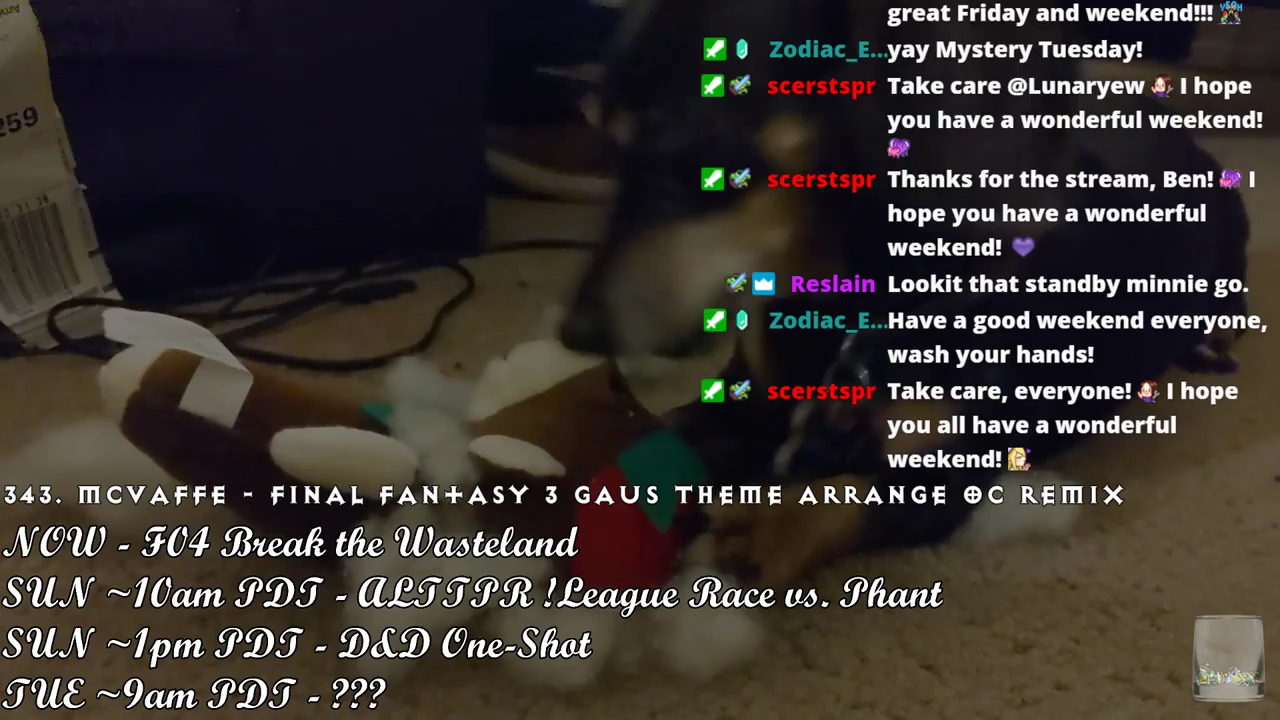 great Friday and weekend!!!
Zodiac_E... yay Mystery Tuesday!
scerstspr Take care @Lunaryew I hope
you have a wonderful weekend!
scerstspr Thanks for the stream, Ben! I
hope you have a wonderful
weekend!
Reslain Lookit that standby minnie go.
Zodiac_E... Have a good weekend everyone,
wash your hands!
scerstspr Take care, everyone! I hope
you all have a wonderful
weekend!
259
343. MCVAFFE - FINAL FANTASY 3 GAUS THEME ARRANGE OC REMIX
NOW - FO4 Break the Wasteland
SUN ~10am PDT - ALTTPR !League Race vs. Phant
SUN ~1pm PDT - D&D One-Shot
TUE ~9am PDT - ???